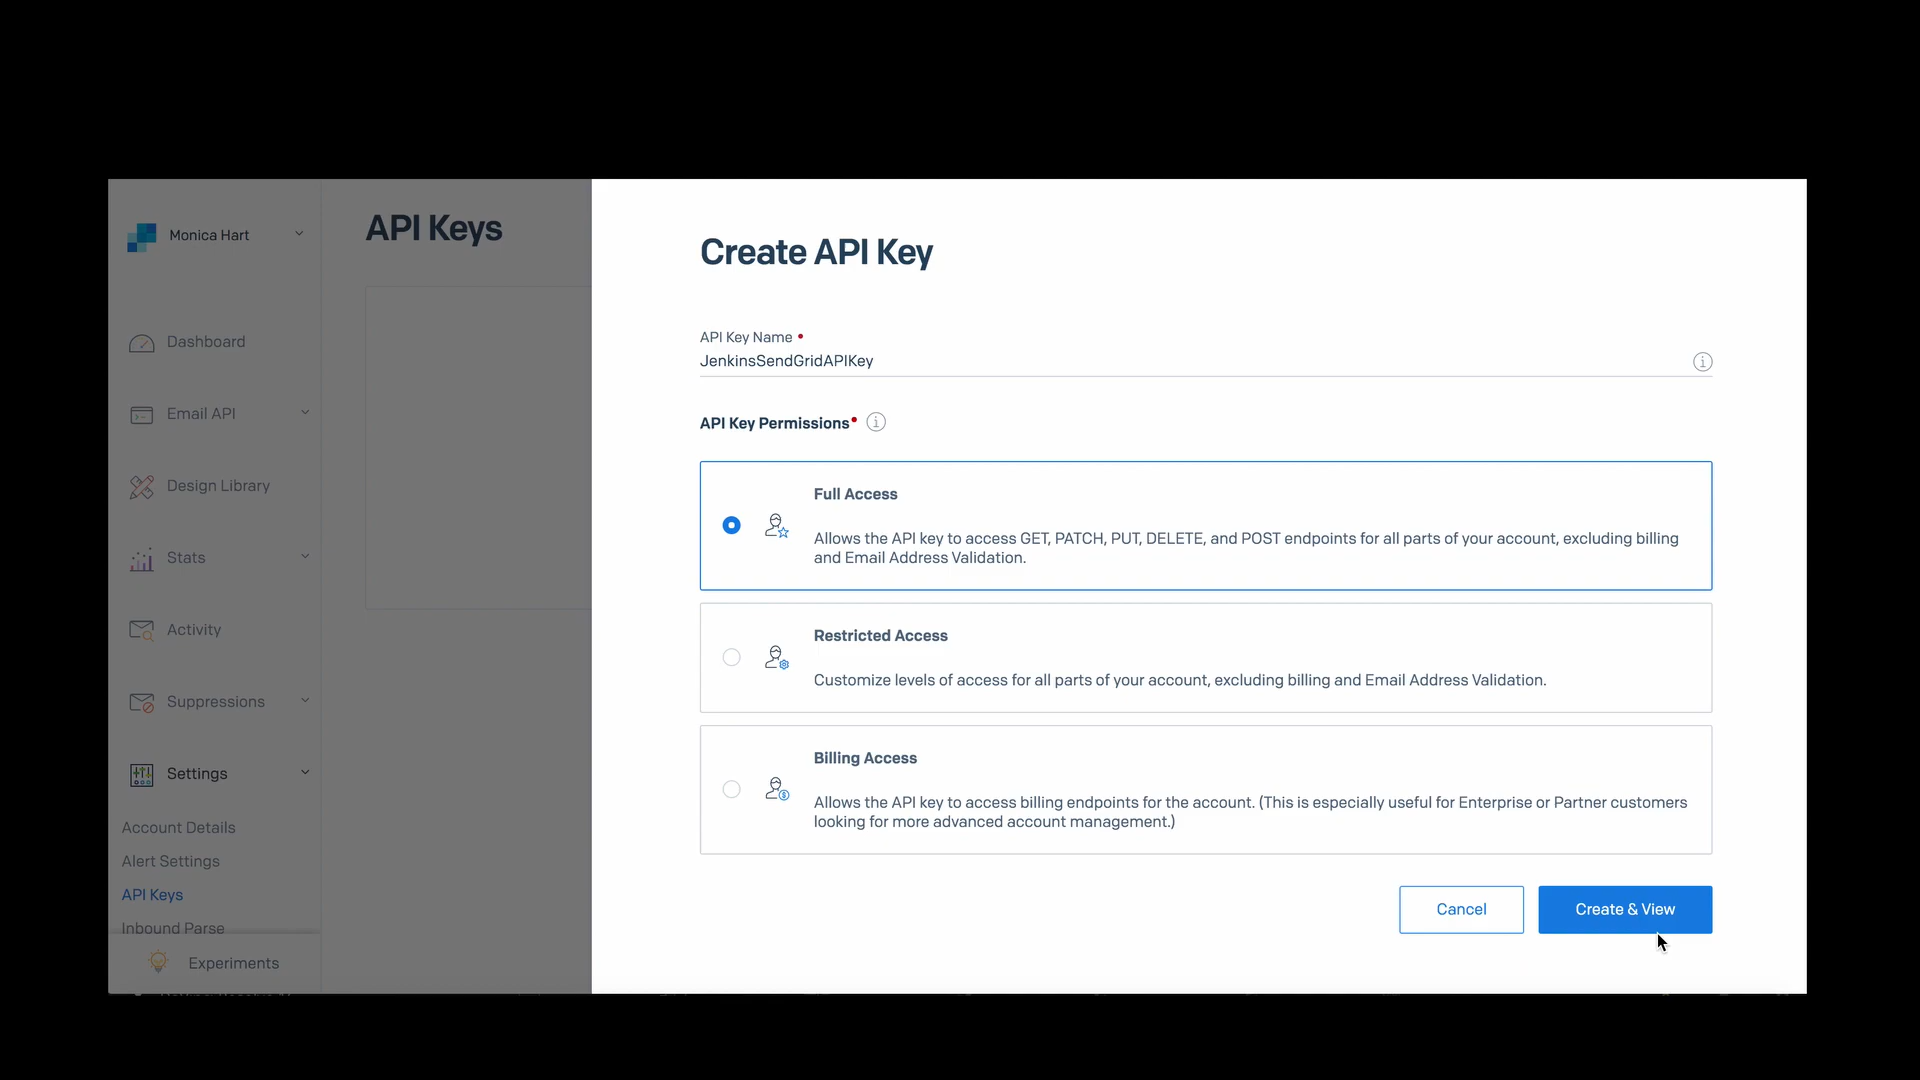 Monica Hart
Dashboard
Email API
Design Library
Stats
Activity
Suppressions
Settings
Account Details
Alert Settings
API Keys
Inbound Parse
Experiments
API Keys
Create API Key
API Key Name
JenkinsSendGridAPIKey
API Key Permissions
Full Access
Allows the API key to access GET, PATCH, PUT, DELETE, and POST endpoints for all parts of your account, excluding billing
and Email Address Validation.
Restricted Access
Customize levels of access for all parts of your account, excluding billing and Email Address Validation.
Billing Access
Allows the API key to access billing endpoints for the account. (This is especially useful for Enterprise or Partner customers
looking for more advanced account management.)
Cancel
Create & View